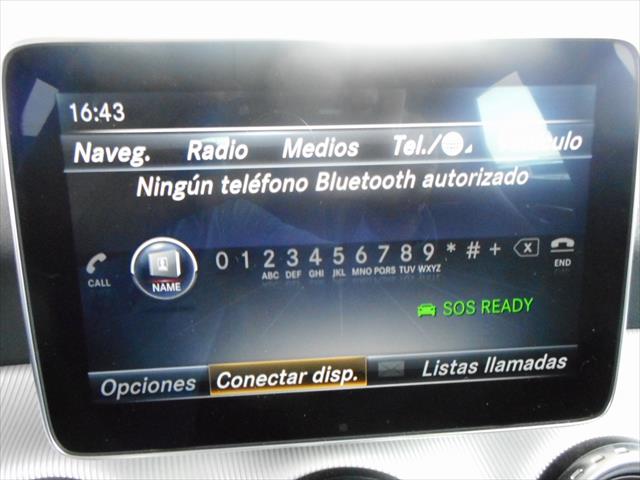 16:43
Naveg. Radio Medios Tel./
Ningún teléfono Bluetooth autorizado
CALL NAME 0 1 2 3 4 5 6 7 8 9 * # + END
ABC DEF GHI JKL MNO PQRS TUV WXYZ
SOS READY
Opciones Conectar disp. Listas llamadas